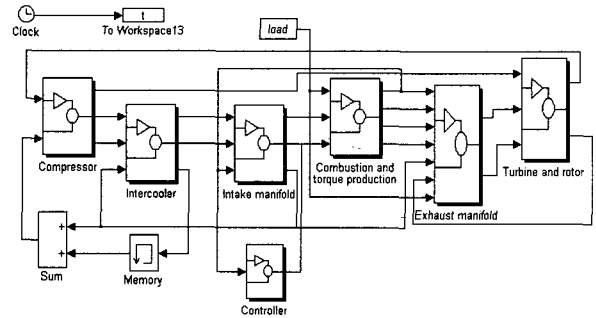 t
Clock
To Workspace13
load
Compressor
Intercooler
Intake manifold
Combustion and
torque production
Exhaust manifold
Turbine and rotor
+
+
Sum
Memory
Controller